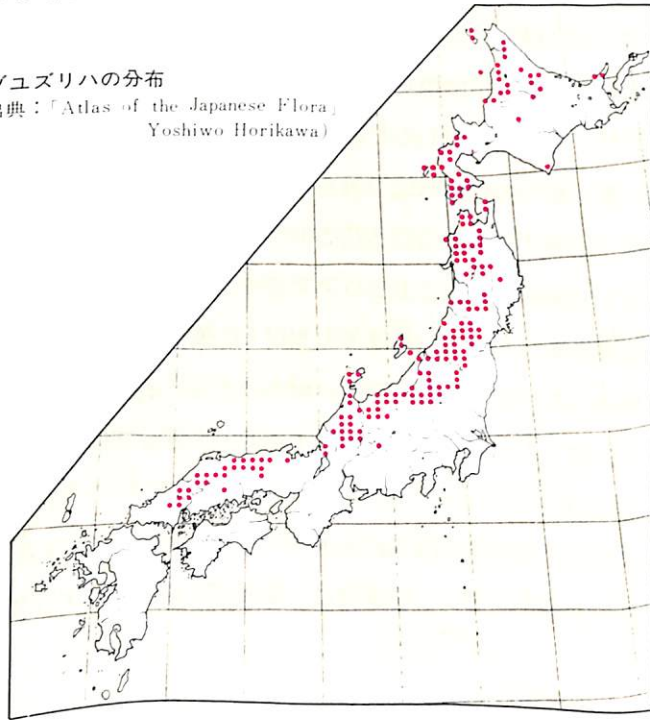 ユズリハの分布
典：「Atlas of the Japanese Flora」
Yoshiwo Horikawa)